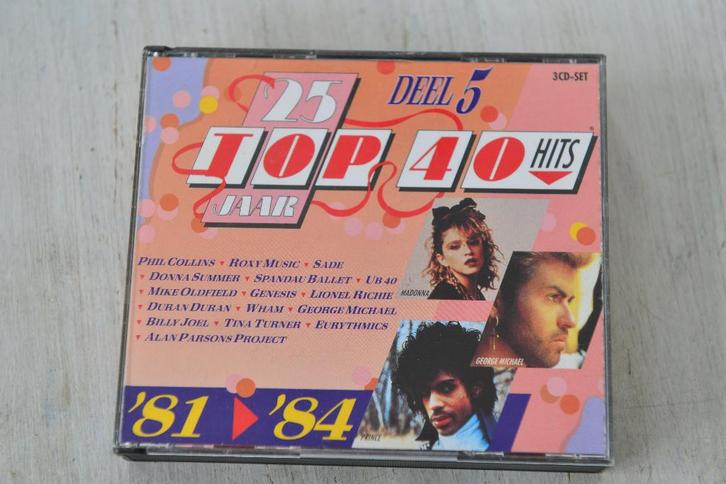 '25
DEEL 5
3CD-SET
TOP 40 HITS
JAAR
PHIL COLLINS ▾ ROXY MUSIC ▾ SADE
▾ DONNA SUMMER ▾ SPANDAU BALLET ▾ UB 40
▾ MIKE OLDFIELD ▾ GENESIS ▾ LIONEL RICHIE
▾ DURAN DURAN ▾ WHAM ▾ GEORGE MICHAEL
▾ BILLY JOEL ▾ TINA TURNER ▾ EURYTHMICS
▾ ALAN PARSONS PROJECT
MADONNA
GEORGE MICHAEL
PRINCE
'81 ▶ '84